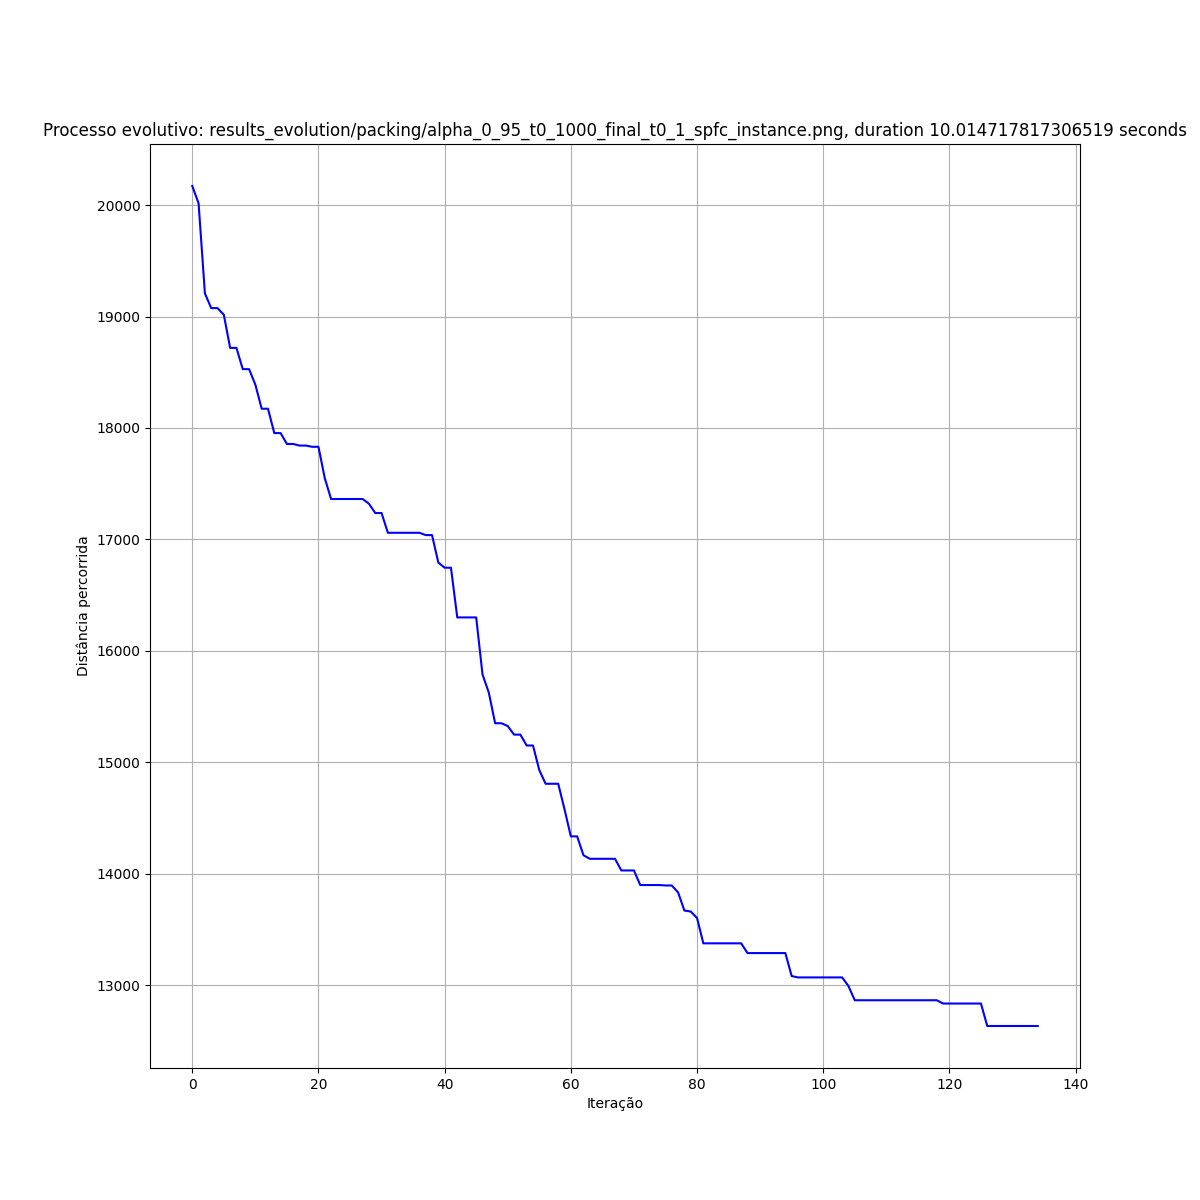 Processo evolutivo: results_evolution/packing/alpha_0_95_t0_1000_final_t0_1_spfc_instance.png, duration 10.014717817306519 seconds
20000
19000
18000
17000
16000
15000
14000
13000
Distância percorrida
0 20 40 60 80 100 120 140
Iteração